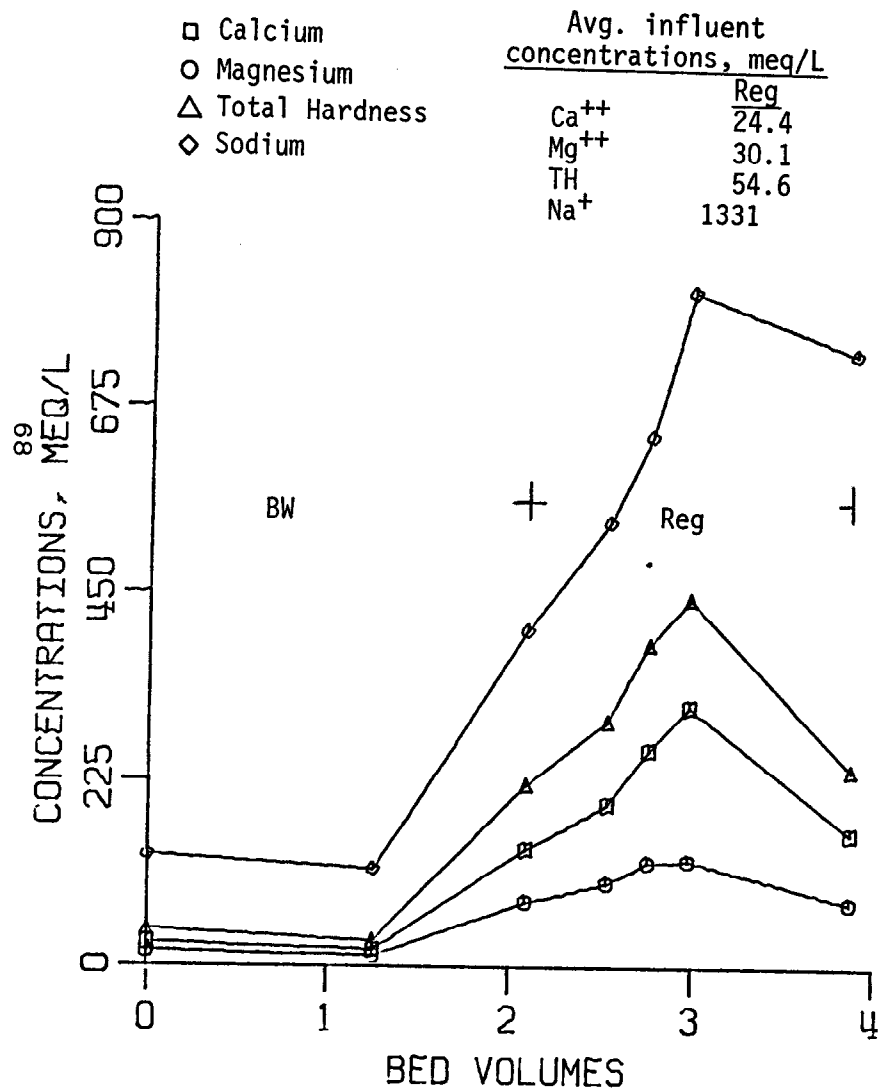 Calcium
Magnesium
Total Hardness
Sodium
Avg. influent
concentrations, meq/L
Reg
Ca++ 24.4
Mg++ 30.1
TH 54.6
Na+ 1331
900
675
450
225
0
CONCENTRATIONS, MEQ/L
89
BW
Reg
0 1 2 3 4
BED VOLUMES